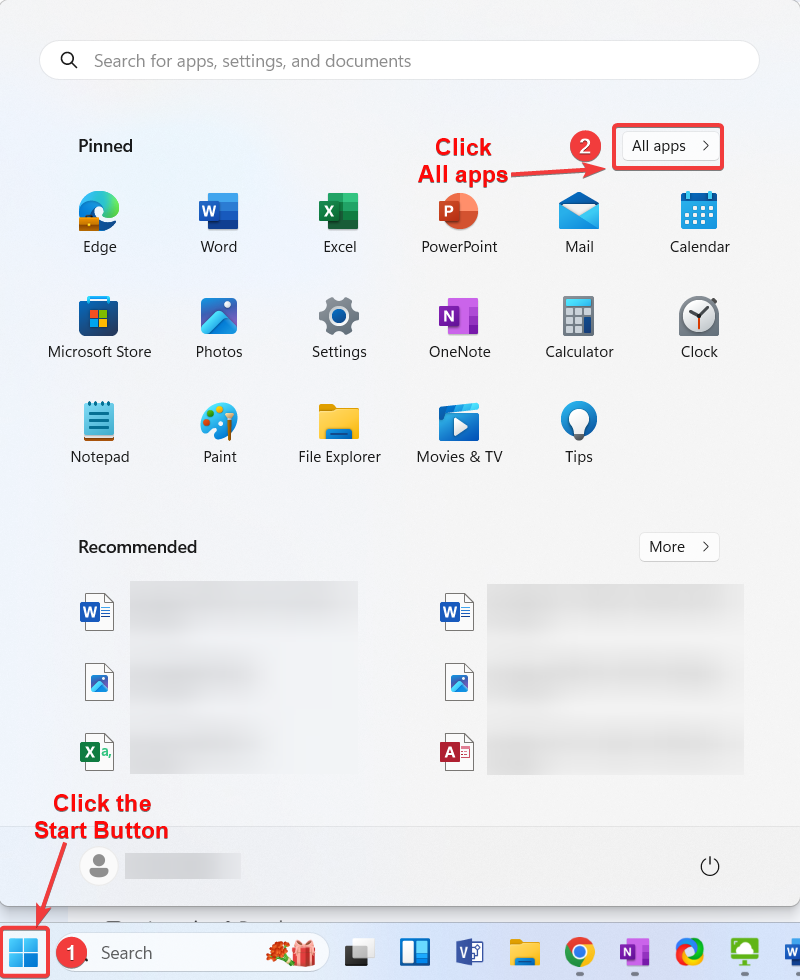 Search for apps, settings, and documents
Pinned
Click
All apps
2
All apps
Edge
Word
Excel
PowerPoint
Mail
Calendar
Microsoft Store
Photos
Settings
OneNote
Calculator
Clock
Notepad
Paint
File Explorer
Movies & TV
Tips
Recommended
More
Click the
Start Button
1
Search